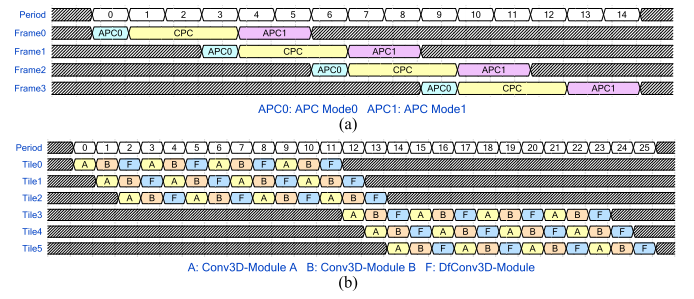 Period 0 1 2 3 4 5 6 7 8 9 10 11 12 13 14
Frame0 APC0 CPC APC1
Frame1 APC0 CPC APC1
Frame2 APC0 CPC APC1
Frame3 APC0 CPC APC1
APC0: APC Mode0 APC1: APC Mode1
(a)
Period 0 1 2 3 4 5 6 7 8 9 10 11 12 13 14 15 16 17 18 19 20 21 22 23 24 25
Tile0 A B F A B F A B F A B F
Tile1 A B F A B F A B F A B F
Tile2 A B F A B F A B F A B F
Tile3 A B F A B F A B F A B F
Tile4 A B F A B F A B F A B F
Tile5 A B F A B F A B F A B F
A: Conv3D-Module A B: Conv3D-Module B F: DfConv3D-Module
(b)